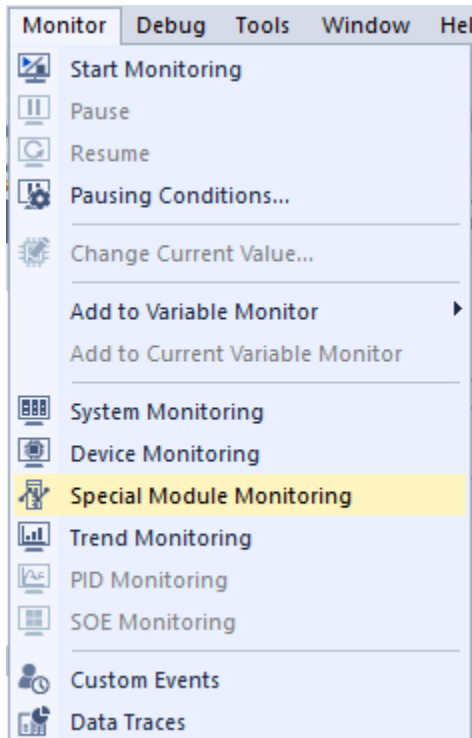 Monitor Debug Tools Window
Start Monitoring
Pause
Resume
Pausing Conditions...
Change Current Value...
Add to Variable Monitor
Add to Current Variable Monitor
System Monitoring
Device Monitoring
Special Module Monitoring
Trend Monitoring
PID Monitoring
SOE Monitoring
Custom Events
Data Traces